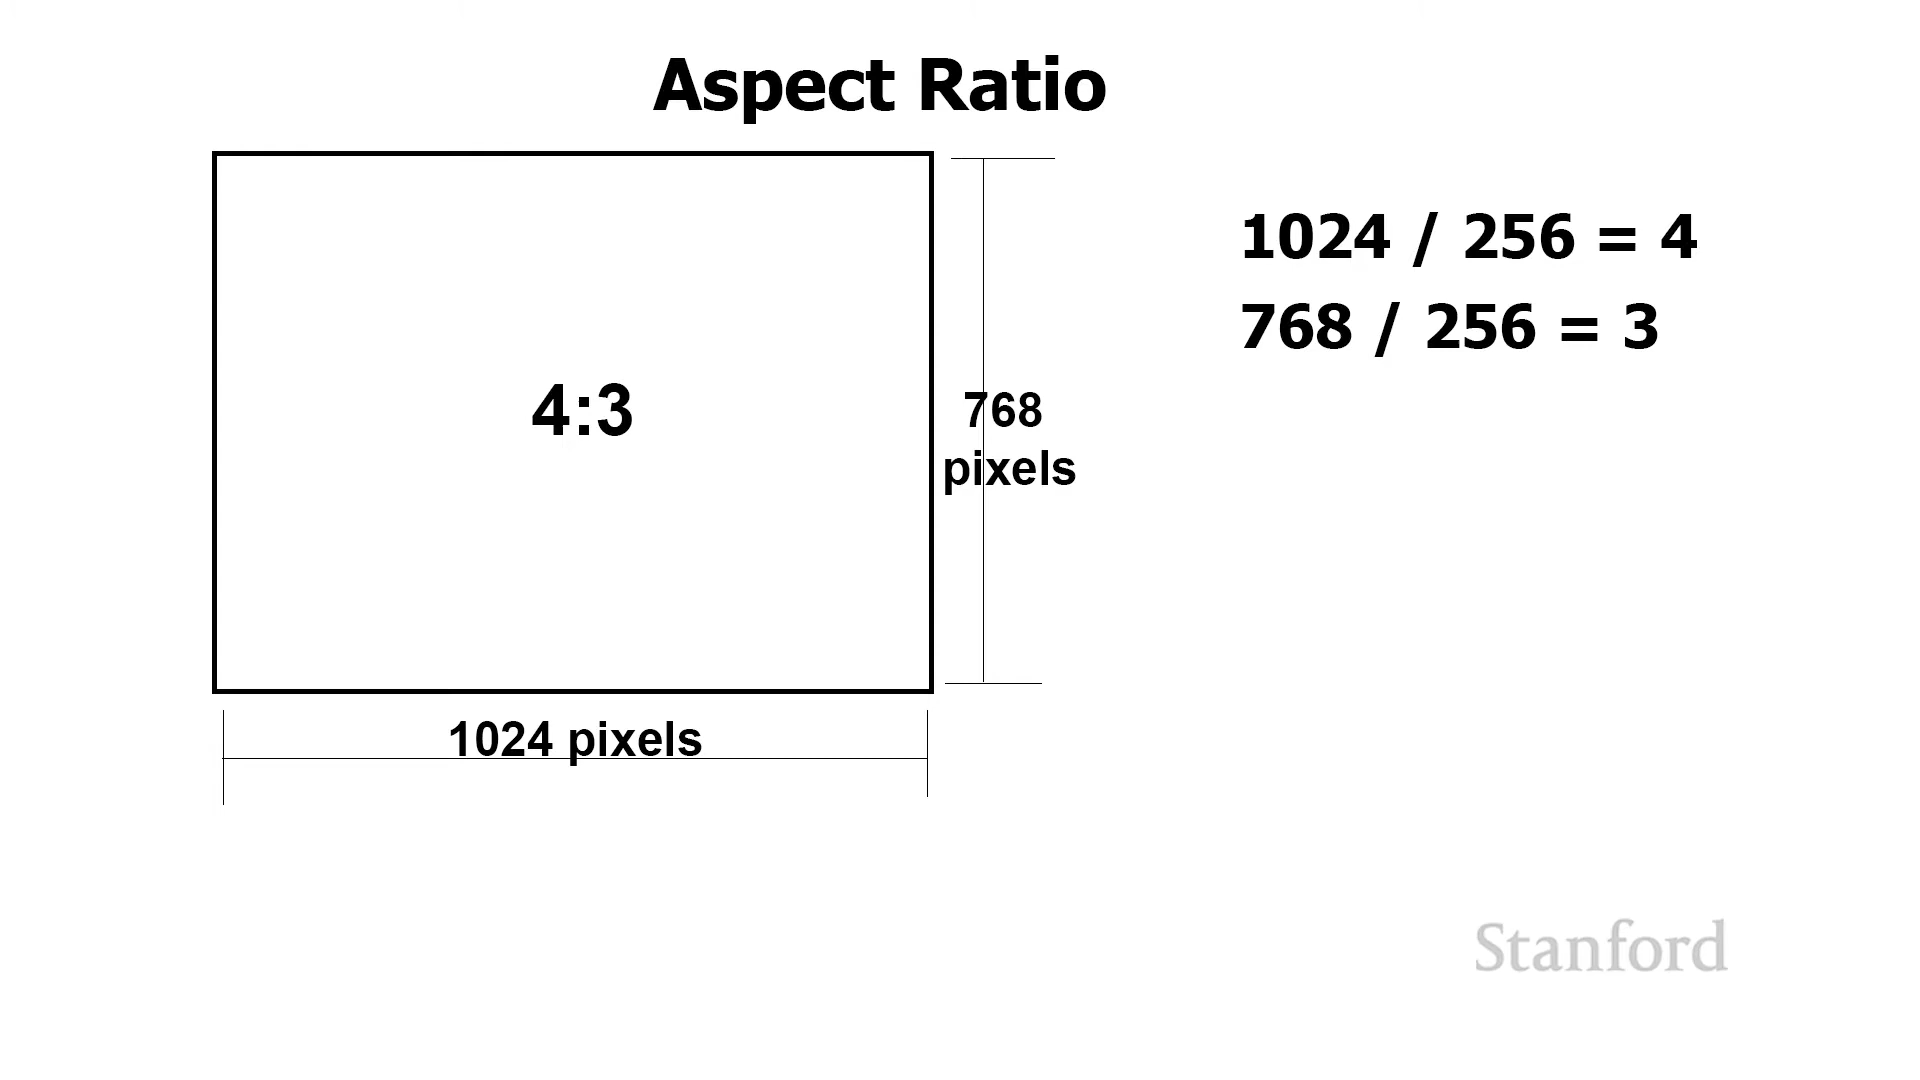 Aspect Ratio
1024 / 256 = 4
768 / 256 = 3
4:3
768
pixels
1024 pixels
Stanford